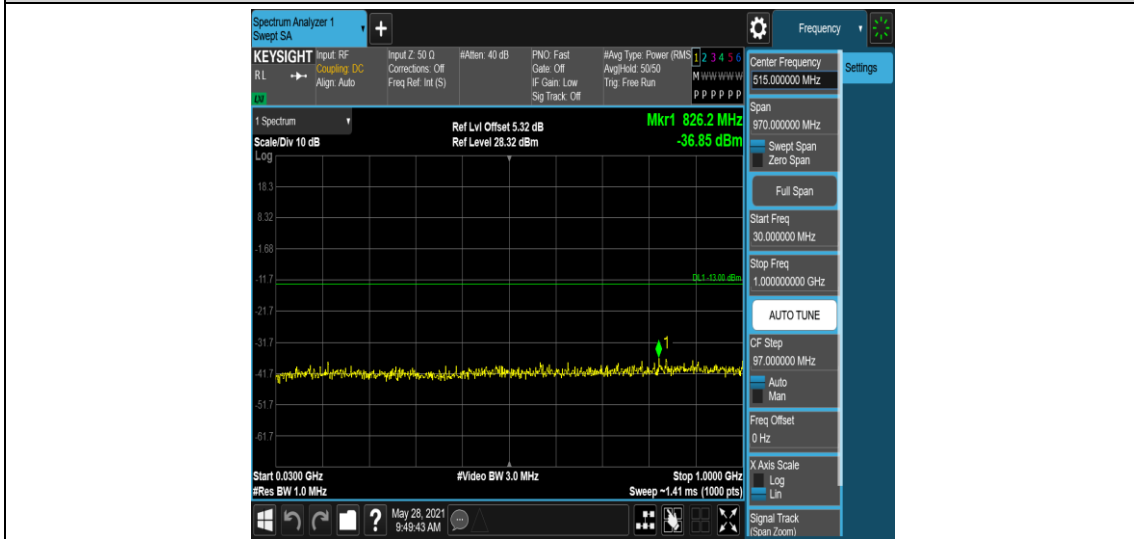 Spectrum Analyzer 1
Swept SA
+
Frequency
KEYSIGHT
Input: RF
Coupling: DC
Align: Auto
RL
Input Z: 50 Ω
Corrections: Off
Freq Ref: Int (S)
#Atten: 40 dB
PNO: Fast
Gate: Off
IF Gain: Low
Sig Track: Off
#Avg Type: Power (RMS
Avg|Hold: 50/50
Trig: Free Run
1 2 3 4 5 6
M W W W W W
P P P P P P
1 Spectrum
Scale/Div 10 dB
Log
Ref Lvl Offset 5.32 dB
Ref Level 28.32 dBm
Mkr1 826.2 MHz
-36.85 dBm
18.3
8.32
-1.68
-11.7
DL1 -13.00 dBm
-21.7
-31.7
1
-41.7
-51.7
-61.7
Start 0.0300 GHz
#Video BW 3.0 MHz
Stop 1.0000 GHz
#Res BW 1.0 MHz
Sweep ~1.41 ms (1000 pts)
Center Frequency
515.000000 MHz
Settings
Span
970.000000 MHz
Swept Span
Zero Span
Full Span
Start Freq
30.000000 MHz
Stop Freq
1.000000000 GHz
AUTO TUNE
CF Step
97.000000 MHz
Auto
Man
Freq Offset
0 Hz
X Axis Scale
Log
Lin
Signal Track
(Span Zoom)
?
May 28, 2021
9:49:43 AM